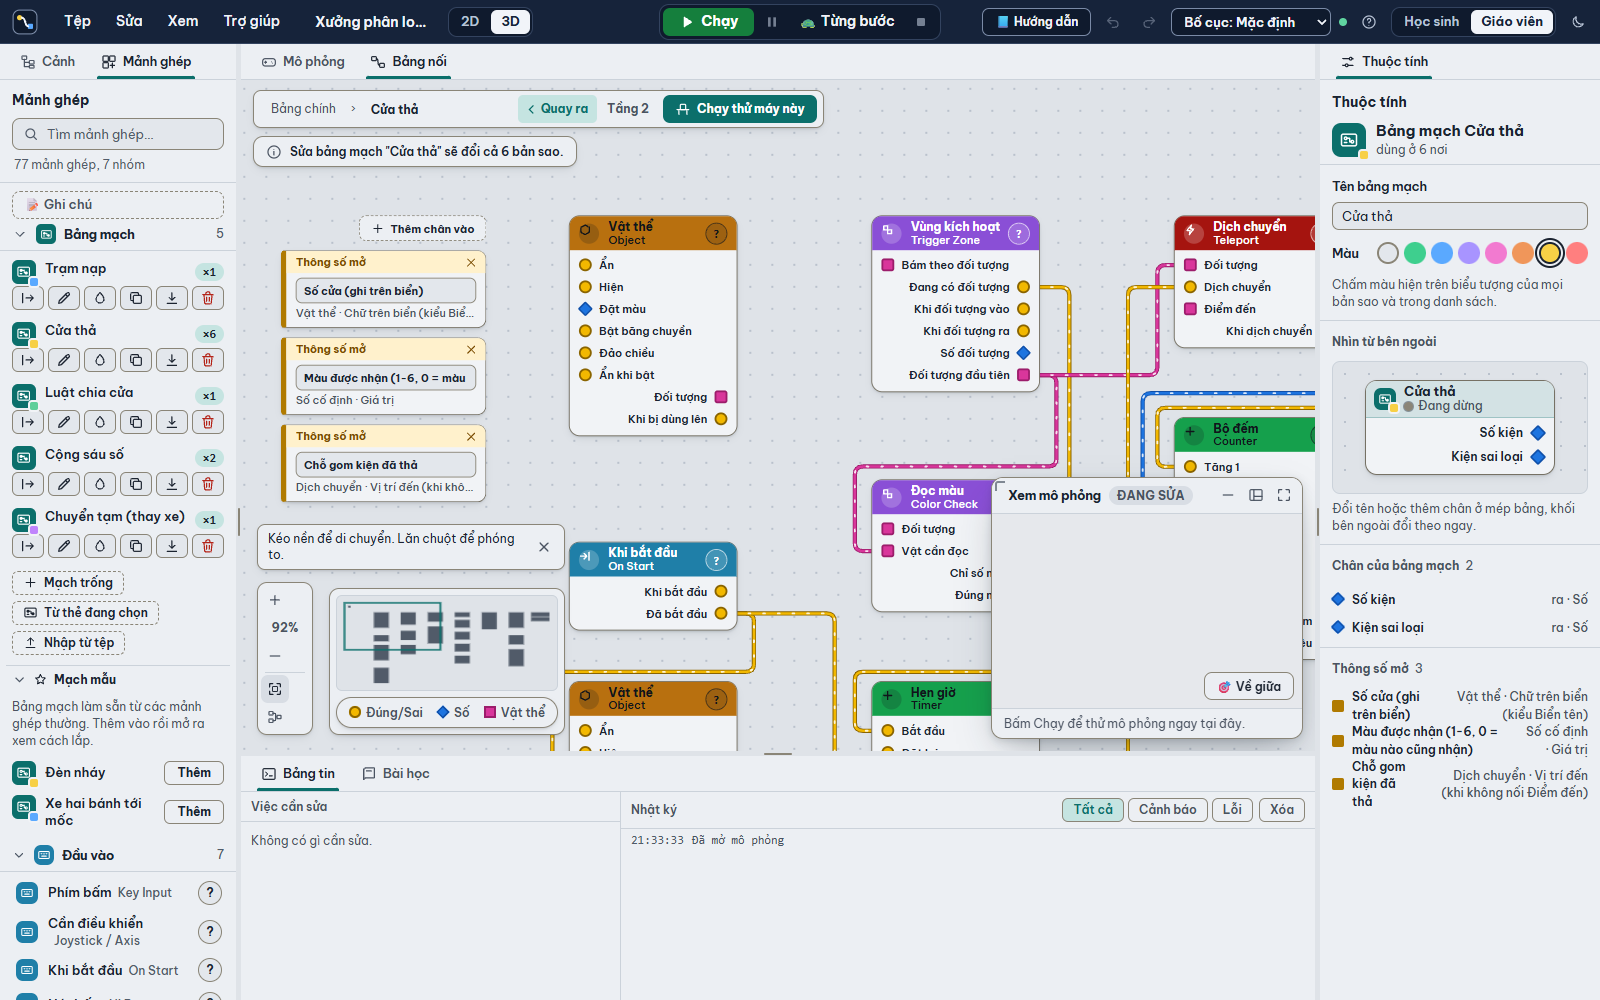 Tệp Sửa Xem Trợ giúp Xưởng phân lo... 2D 3D Chạy Từng bước Hướng dẫn Bố cục: Mặc định Học sinh Giáo viên
Cảnh Mảnh ghép
Mảnh ghép
Tìm mảnh ghép...
77 mảnh ghép, 7 nhóm
Ghi chú
Bảng mạch 5
Trạm nạp ×1
Cửa thả ×6
Luật chia cửa ×1
Cộng sáu số ×2
Chuyển tạm (thay xe) ×1
Mạch trống
Từ thẻ đang chọn
Nhập từ tệp
Mạch mẫu
Bảng mạch làm sẵn từ các mảnh
ghép thường. Thêm vào rồi mở ra
xem cách lắp.
Đèn nháy Thêm
Xe hai bánh tới
mốc
Thêm
Đầu vào 7
Phím bấm Key Input ?
Cần điều khiển
Joystick / Axis
?
Khi bắt đầu On Start ?
Mô phỏng Bảng nối
Bảng chính › Cửa thả Quay ra Tầng 2 Chạy thử máy này
Sửa bảng mạch "Cửa thả" sẽ đổi cả 6 bản sao.
Thêm chân vào
Thông số mở
Số cửa (ghi trên biển)
Vật thể · Chữ trên biển (kiểu Biể...
Thông số mở
Màu được nhận (1-6, 0 = màu
Số cố định · Giá trị
Thông số mở
Chỗ gom kiện đã thả
Dịch chuyển · Vị trí đến (khi khô...
Kéo nền để di chuyển. Lăn chuột để phóng
to.
92%
Đúng/Sai Số Vật thể
Vật thể
Object
?
Ẩn
Hiện
Đặt màu
Bật băng chuyền
Đảo chiều
Ẩn khi bật
Đối tượng
Khi bị dùng lên
Khi bắt đầu
On Start
?
Khi bắt đầu
Đã bắt đầu
Vật thể
Object
?
Ẩn
Vùng kích hoạt
Trigger Zone
?
Bám theo đối tượng
Đang có đối tượng
Khi đối tượng vào
Khi đối tượng ra
Số đối tượng
Đối tượng đầu tiên
Đọc màu
Color Check
Đối tượng
Vật cần đọc
Chỉ số m
Đúng m
Hẹn giờ
Timer
Bắt đầu
Dịch chuyển
Teleport
Đối tượng
Dịch chuyển
Điểm đến
Khi dịch chuyển
Bộ đếm
Counter
Tăng 1
Xem mô phỏng ĐANG SỬA
Về giữa
Bấm Chạy để thử mô phỏng ngay tại đây.
Bảng tin Bài học
Việc cần sửa
Không có gì cần sửa.
Nhật ký Tất cả Cảnh báo Lỗi Xóa
21:33:33 Đã mở mô phỏng
Thuộc tính
Thuộc tính
Bảng mạch Cửa thả
dùng ở 6 nơi
Tên bảng mạch
Cửa thả
Màu
Chấm màu hiện trên biểu tượng của mọi
bản sao và trong danh sách.
Nhìn từ bên ngoài
Cửa thả
Đang dừng
Số kiện
Kiện sai loại
Đổi tên hoặc thêm chân ở mép bảng, khối
bên ngoài đổi theo ngay.
Chân của bảng mạch 2
Số kiện ra · Số
Kiện sai loại ra · Số
Thông số mở 3
Số cửa (ghi
trên biển)
Vật thể · Chữ trên biển
(kiểu Biển tên)
Màu được nhận (1-6, 0 =
màu nào cũng nhận)
Số cố định
· Giá trị
Chỗ gom
kiện đã
thả
Dịch chuyển · Vị trí đến
(khi không nối Điểm đến)